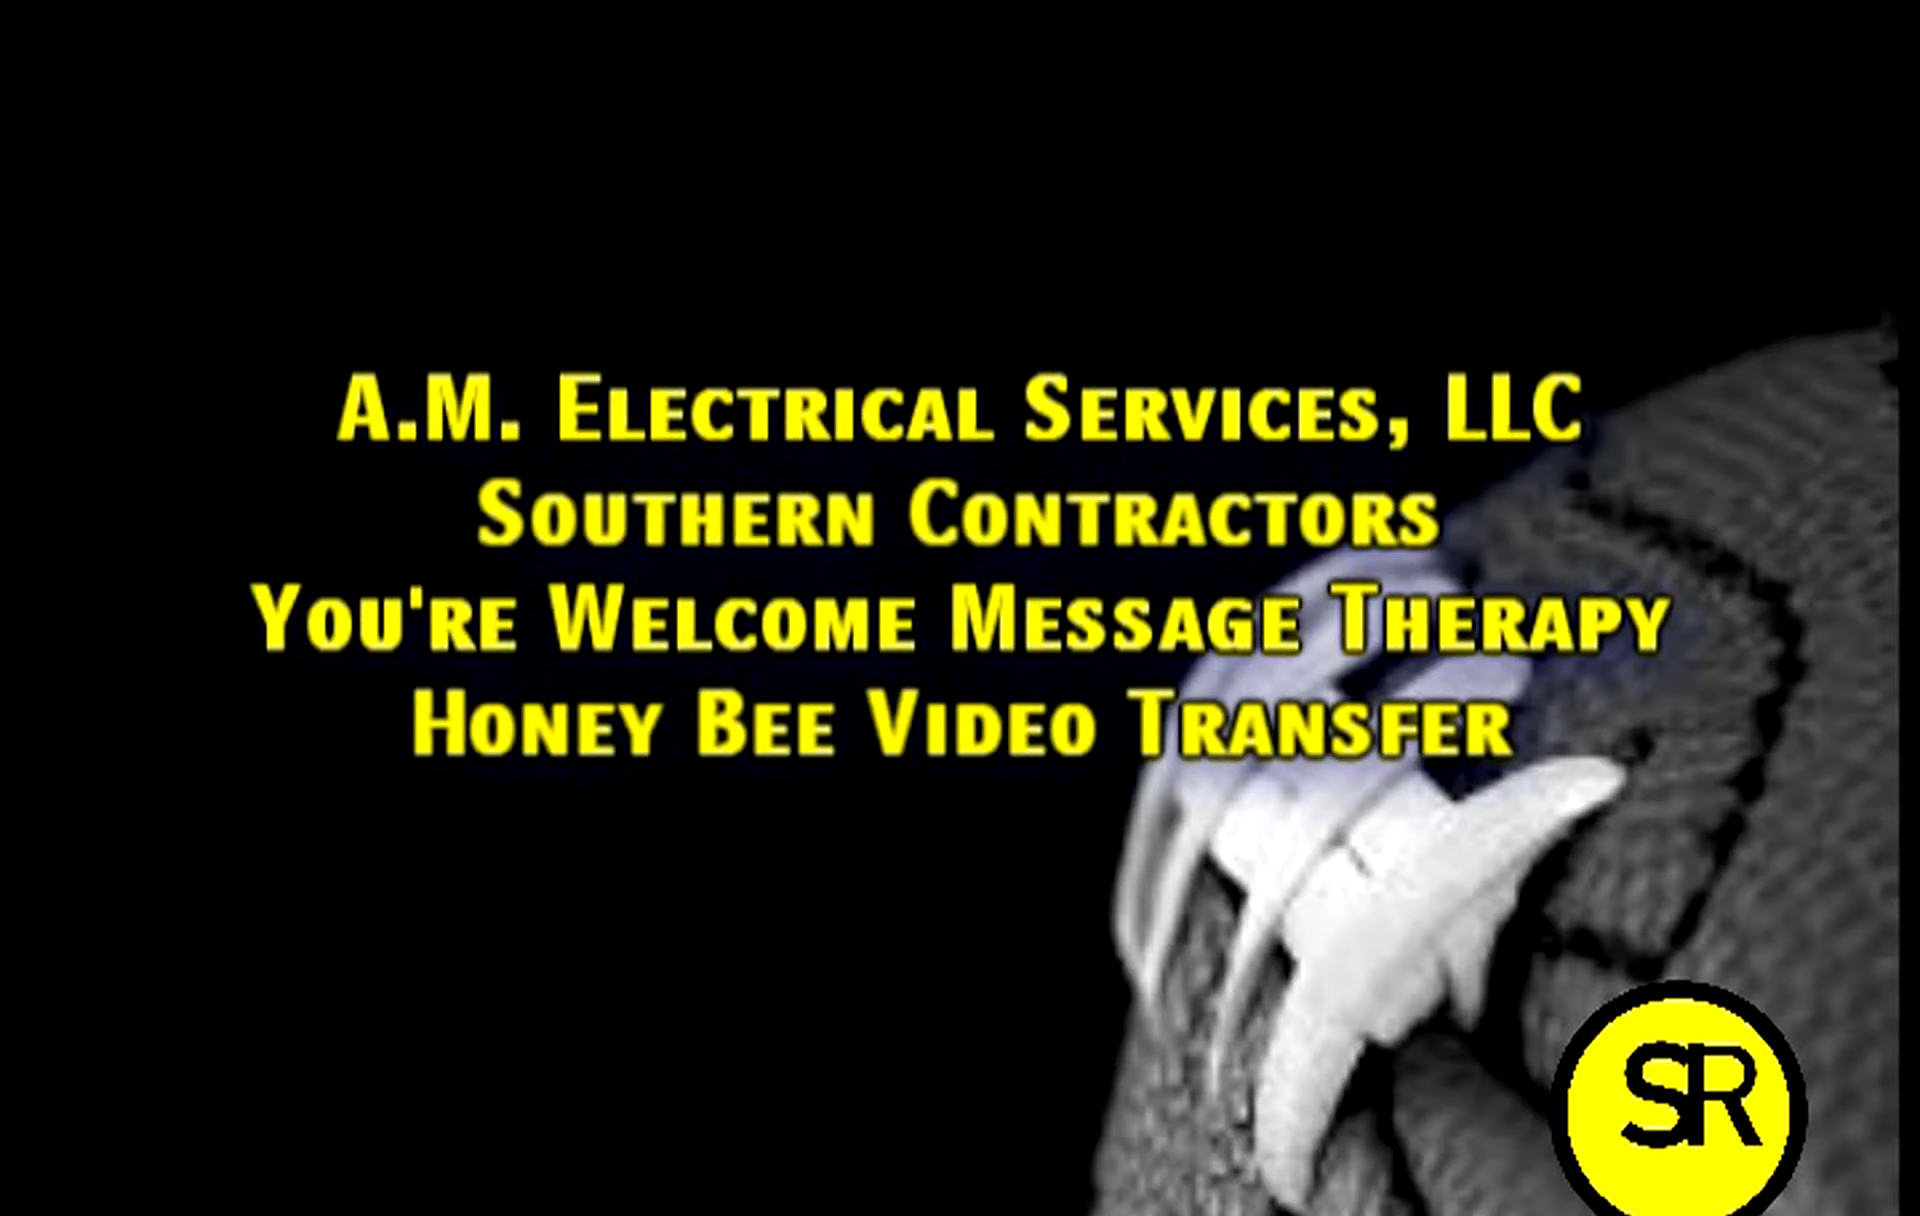 A.M. Electrical Services, LLC
Southern Contractors
You're Welcome Message Therapy
Honey Bee Video Transfer
SR